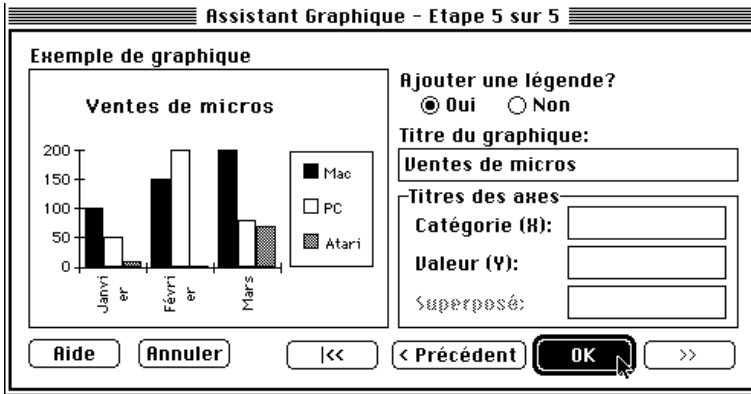 Assistant Graphique - Etape 5 sur 5
Exemple de graphique
Ventes de micros
200
150
100
50
0
Janvi
er
Févri
er
Mars
Mac
PC
Atari
Ajouter une légende?
Oui Non
Titre du graphique:
Ventes de micros
Titres des axes
Catégorie (X):
Valeur (Y):
Superposé:
Aide Annuler |<< < Précédent OK >>